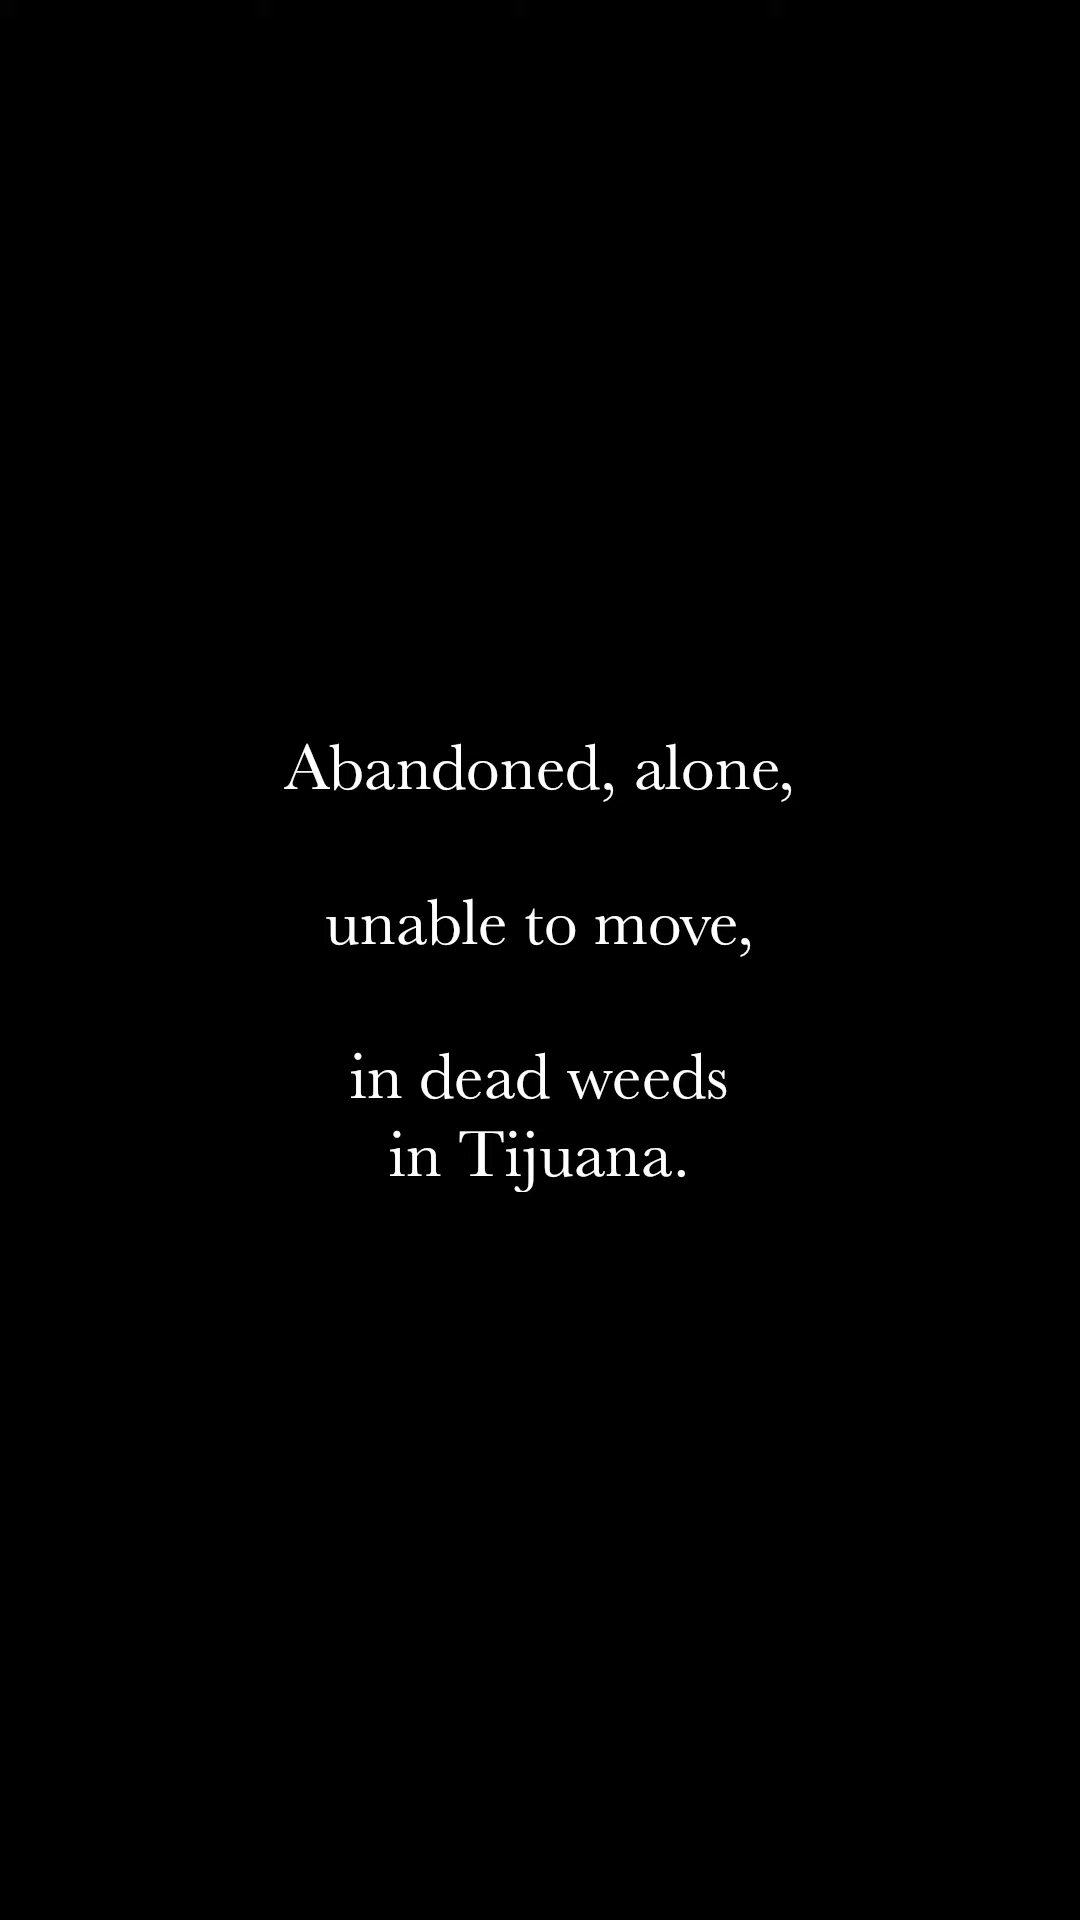 Abandoned, alone,
unable to move,
in dead weeds
in Tijuana.